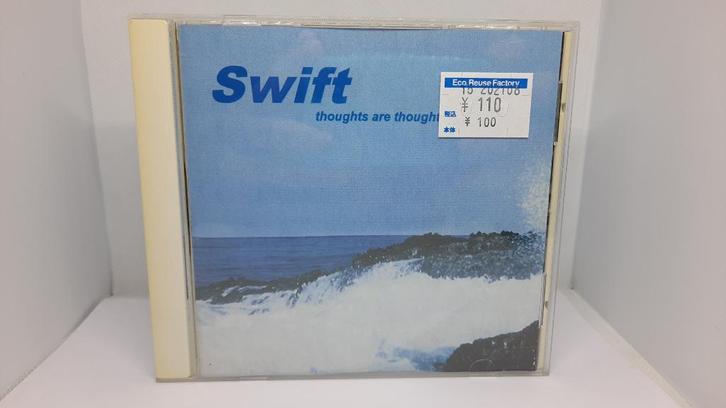 Swift
thoughts are thought
Eco Reuse Factory
15 202108
¥ 110
税込
¥ 100
本体